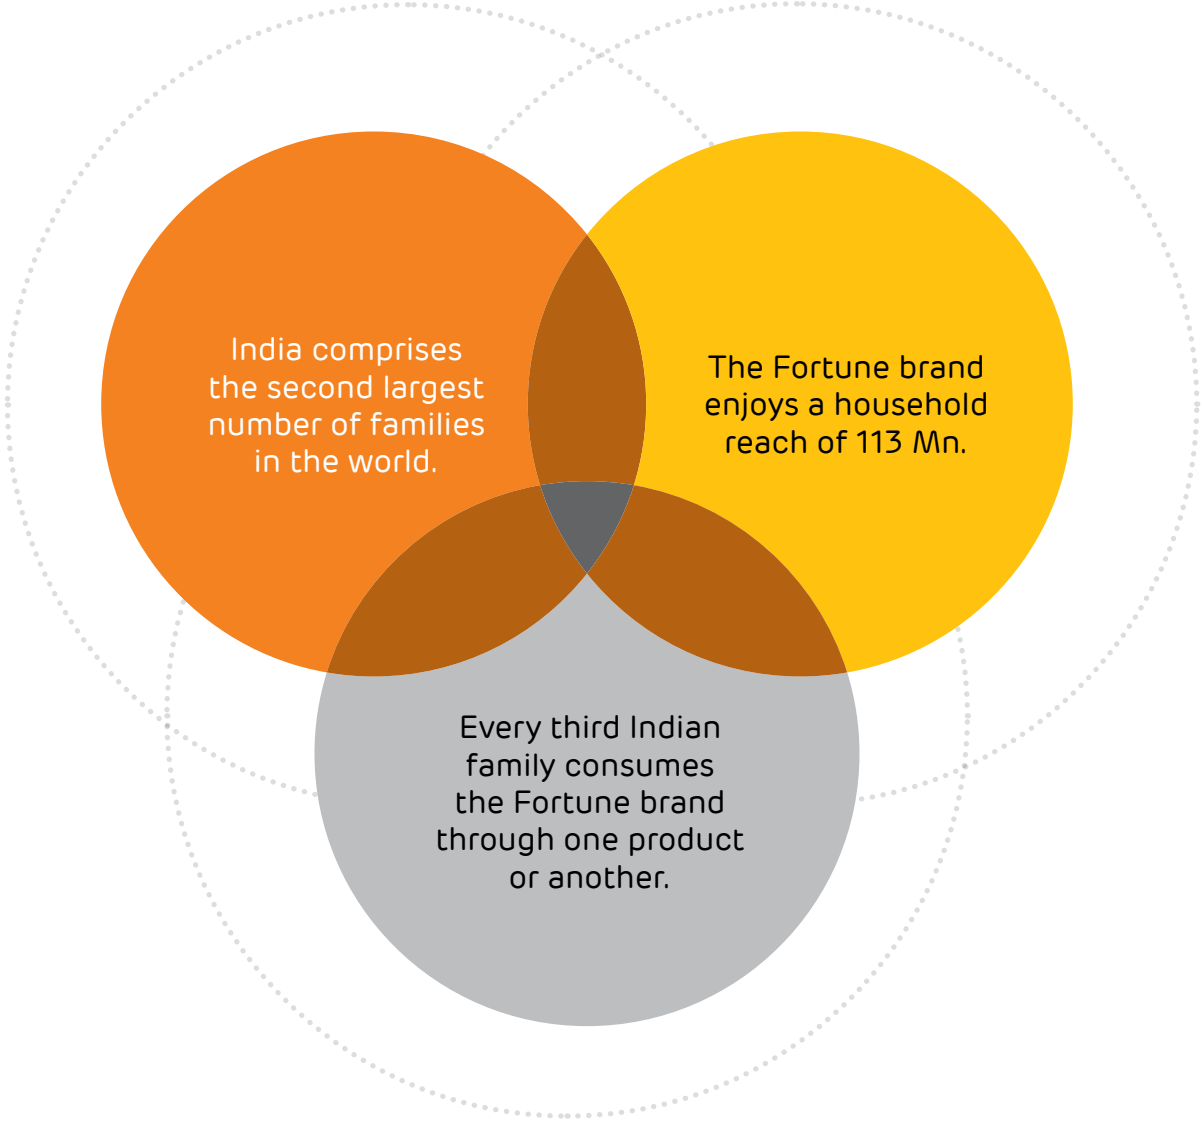 India comprises
the second largest
number of families
in the world.
The Fortune brand
enjoys a household
reach of 113 Mn.
Every third Indian
family consumes
the Fortune brand
through one product
or another.